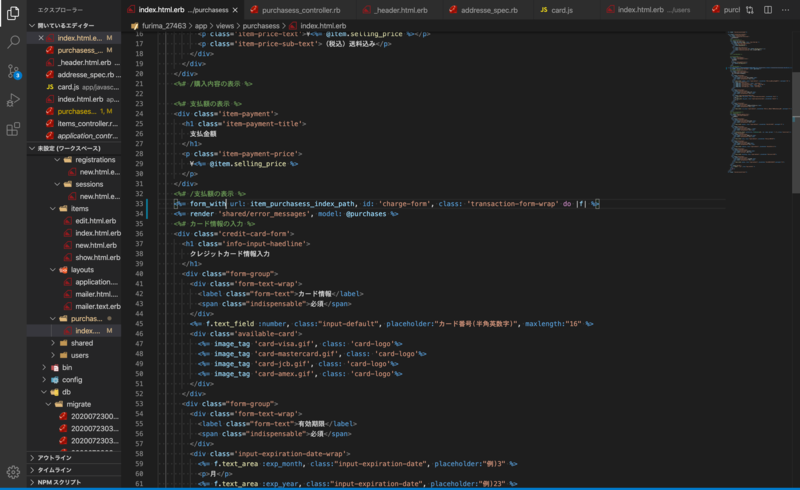 エクスプローラー
開いているエディター
index.html.e... M
purchasess_...
_header.html.erb
addresse_spec.rb
JS card.js app/javasc...
index.html.erb
purchases... 1, M
items_controller.r...
application_contr...
未設定 (ワークスペース)
registrations
new.html.e...
sessions
new.html.e...
items
edit.html.erb
index.html.erb
new.html.erb
show.html.erb
layouts
application....
mailer.html....
mailer.text.erb
purchas...
index.... M
shared
users
bin
config
db
migrate
2020072300...
2020072303...
2020072303...
アウトライン
タイムライン
NPM スクリプト
index.html.erb .../purchasess
purchasess_controller.rb
_header.html.erb
addresse_spec.rb
JS card.js
index.html.erb .../users
furima_27463 > app > views > purchasess > index.html.erb
16 <p class='item-price-text'>¥<%= @item.selling_price %></p>
17 <p class='item-price-sub-text'>（税込）送料込み</p>
18 </div>
19 </div>
20 </div>
21 <%# /購入内容の表示 %>
22
23 <%# 支払額の表示 %>
24 <div class='item-payment'>
25 <h1 class='item-payment-title'>
26 支払金額
27 </h1>
28 <p class='item-payment-price'>
29 ¥<%= @item.selling_price %>
30 </p>
31 </div>
32 <%# /支払額の表示 %>
33 <%= form_with url: item_purchasess_index_path, id: 'charge-form', class: 'transaction-form-wrap' do |f| %>
34 <%= render 'shared/error_messages', model: @purchases %>
35 <%# カード情報の入力 %>
36 <div class='credit-card-form'>
37 <h1 class='info-input-haedline'>
38 クレジットカード情報入力
39 </h1>
40 <div class="form-group">
41 <div class='form-text-wrap'>
42 <label class="form-text">カード情報</label>
43 <span class="indispensable">必須</span>
44 </div>
45 <%= f.text_field :number, class:"input-default", placeholder:"カード番号(半角英数字)", maxlength:"16" %>
46 <div class='available-card'>
47 <%= image_tag 'card-visa.gif', class: 'card-logo'%>
48 <%= image_tag 'card-mastercard.gif', class: 'card-logo'%>
49 <%= image_tag 'card-jcb.gif', class: 'card-logo'%>
50 <%= image_tag 'card-amex.gif', class: 'card-logo'%>
51 </div>
52 </div>
53 <div class="form-group">
54 <div class='form-text-wrap'>
55 <label class="form-text">有効期限</label>
56 <span class="indispensable">必須</span>
57 </div>
58 <div class='input-expiration-date-wrap'>
59 <%= f.text_area :exp_month, class:"input-expiration-date", placeholder:"例)3" %>
60 <p>月</p>
61 <%= f.text_area :exp_year, class:"input-expiration-date", placeholder:"例)23" %>